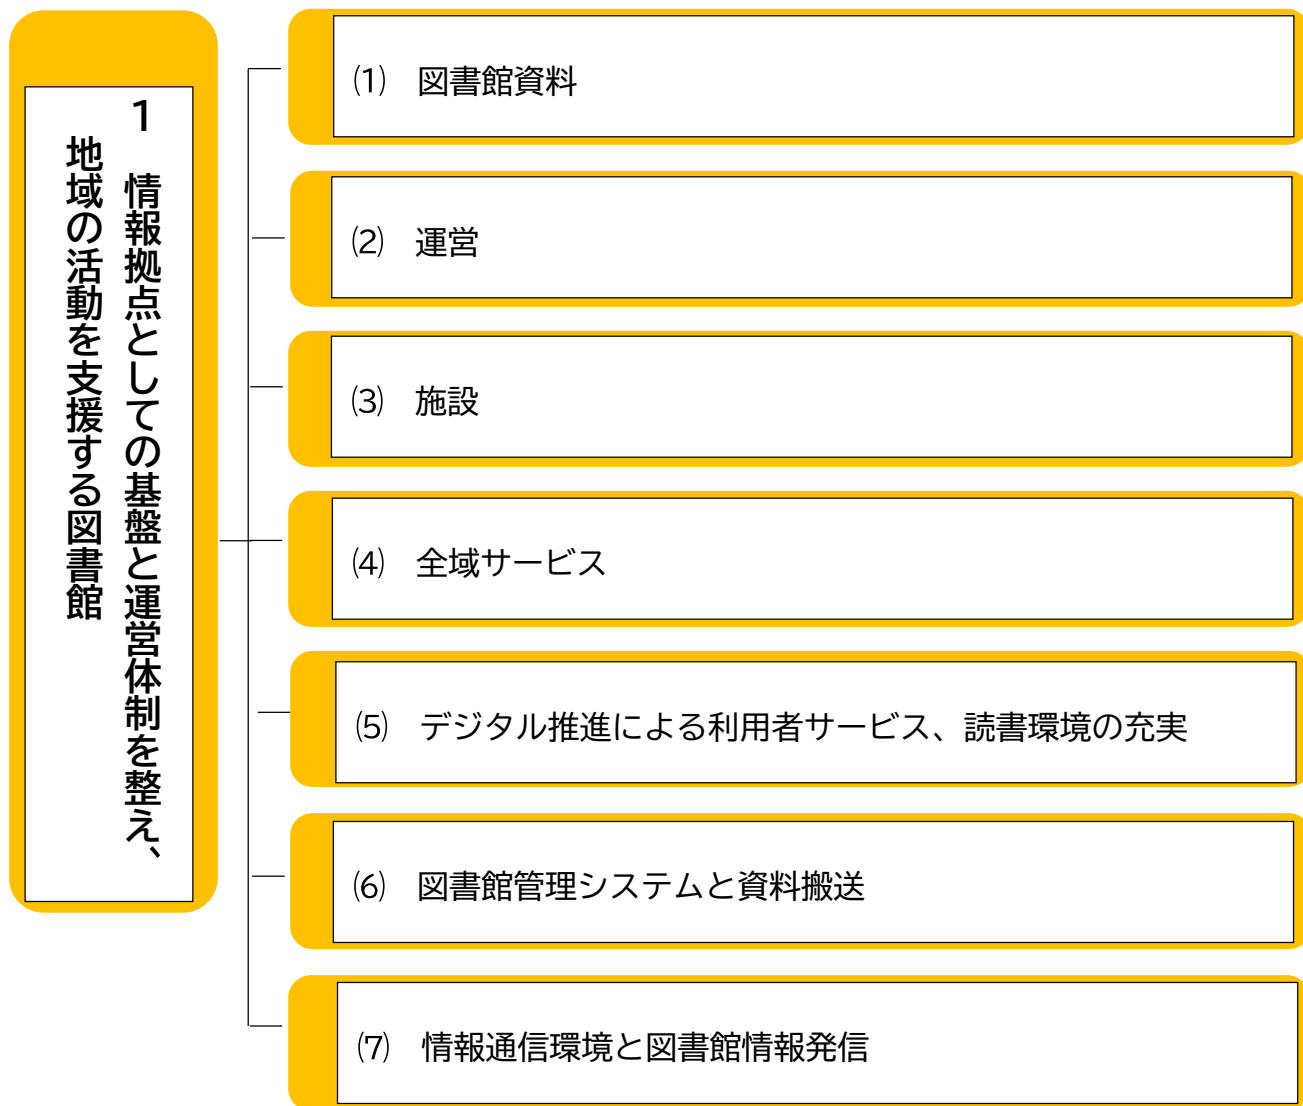 1　情報拠点としての基盤と運営体制を整え、
地域の活動を支援する図書館
⑴　図書館資料
⑵　運営
⑶　施設
⑷　全域サービス
⑸　デジタル推進による利用者サービス、読書環境の充実
⑹　図書館管理システムと資料搬送
⑺　情報通信環境と図書館情報発信